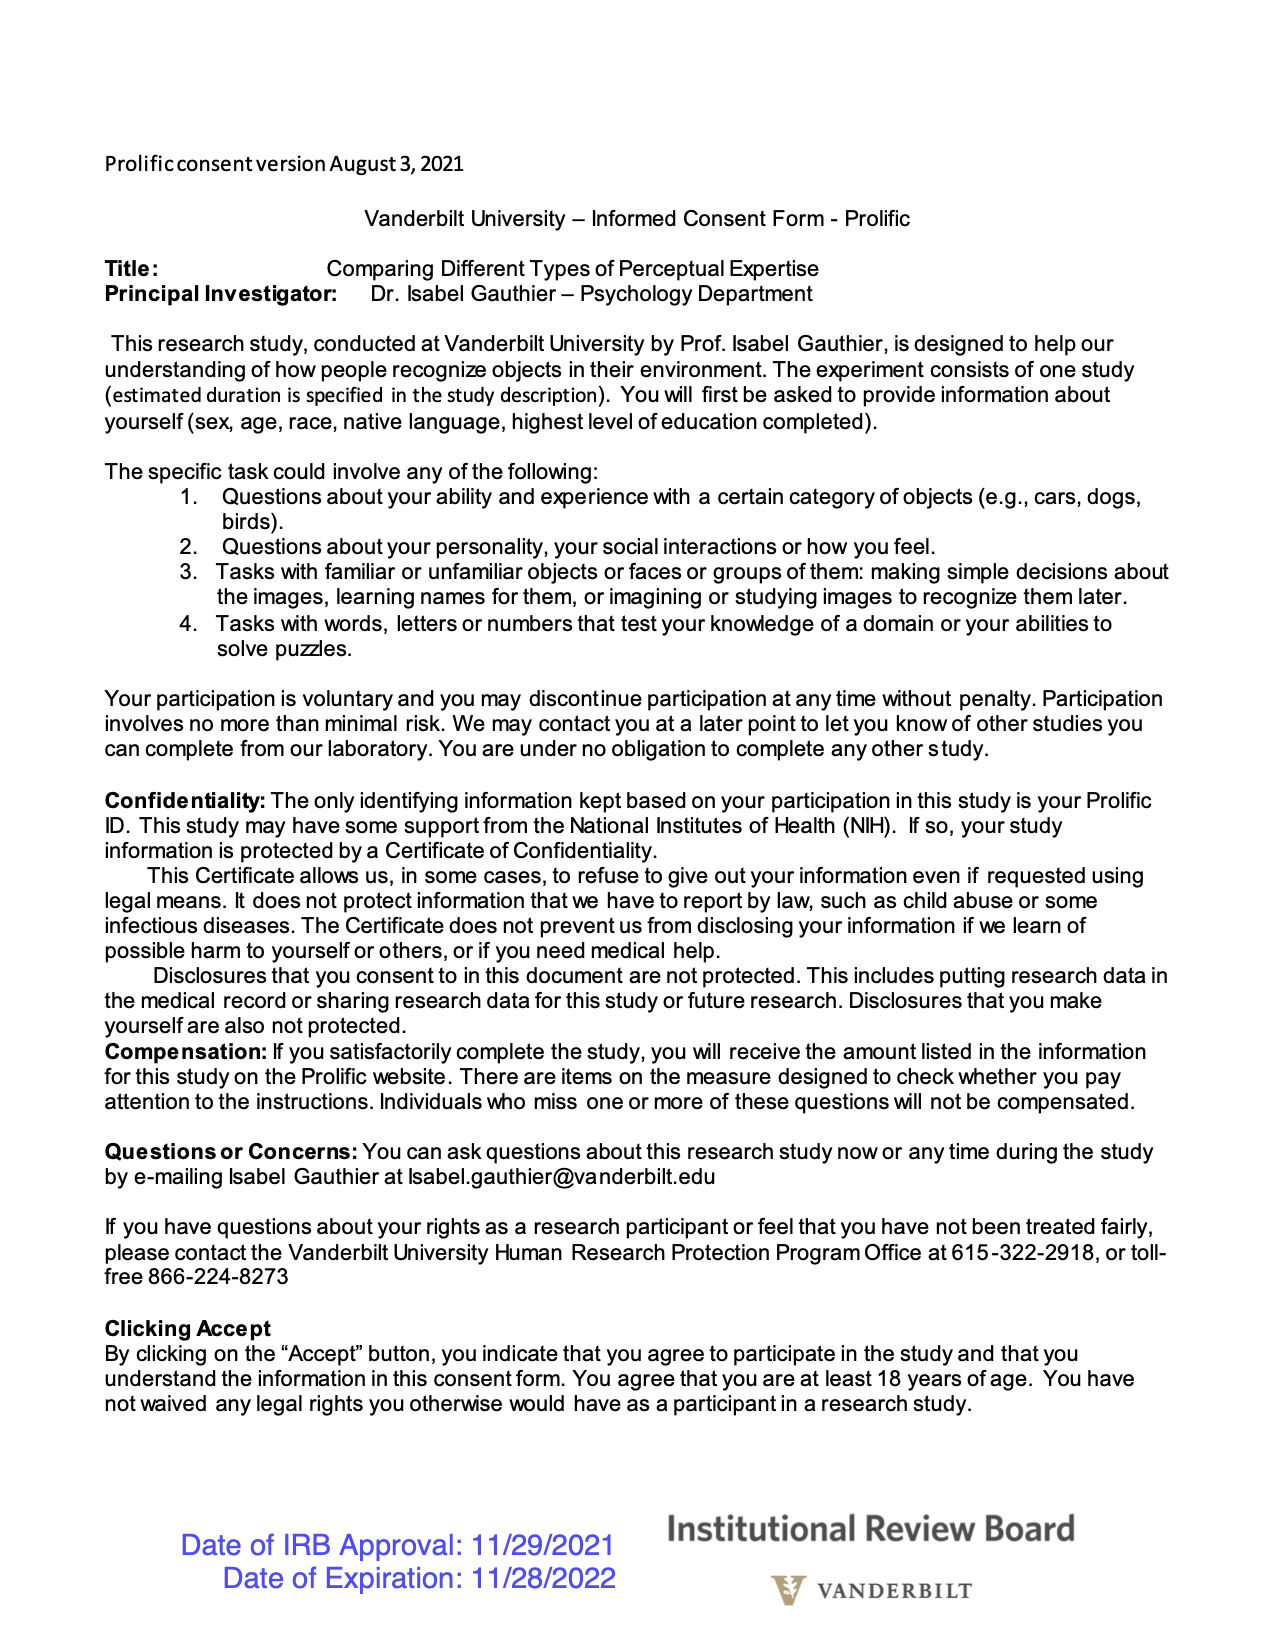 Prolific consent version August 3, 2021
Vanderbilt University – Informed Consent Form - Prolific
Title: Comparing Different Types of Perceptual Expertise
Principal Investigator: Dr. Isabel Gauthier – Psychology Department
This research study, conducted at Vanderbilt University by Prof. Isabel Gauthier, is designed to help our
understanding of how people recognize objects in their environment. The experiment consists of one study
(estimated duration is specified in the study description). You will first be asked to provide information about
yourself (sex, age, race, native language, highest level of education completed).
The specific task could involve any of the following:
1. Questions about your ability and experience with a certain category of objects (e.g., cars, dogs,
birds).
2. Questions about your personality, your social interactions or how you feel.
3. Tasks with familiar or unfamiliar objects or faces or groups of them: making simple decisions about
the images, learning names for them, or imagining or studying images to recognize them later.
4. Tasks with words, letters or numbers that test your knowledge of a domain or your abilities to
solve puzzles.
Your participation is voluntary and you may discontinue participation at any time without penalty. Participation
involves no more than minimal risk. We may contact you at a later point to let you know of other studies you
can complete from our laboratory. You are under no obligation to complete any other study.
Confidentiality: The only identifying information kept based on your participation in this study is your Prolific
ID. This study may have some support from the National Institutes of Health (NIH). If so, your study
information is protected by a Certificate of Confidentiality.
This Certificate allows us, in some cases, to refuse to give out your information even if requested using
legal means. It does not protect information that we have to report by law, such as child abuse or some
infectious diseases. The Certificate does not prevent us from disclosing your information if we learn of
possible harm to yourself or others, or if you need medical help.
Disclosures that you consent to in this document are not protected. This includes putting research data in
the medical record or sharing research data for this study or future research. Disclosures that you make
yourself are also not protected.
Compensation: If you satisfactorily complete the study, you will receive the amount listed in the information
for this study on the Prolific website. There are items on the measure designed to check whether you pay
attention to the instructions. Individuals who miss one or more of these questions will not be compensated.
Questions or Concerns: You can ask questions about this research study now or any time during the study
by e-mailing Isabel Gauthier at Isabel.gauthier@vanderbilt.edu
If you have questions about your rights as a research participant or feel that you have not been treated fairly,
please contact the Vanderbilt University Human Research Protection Program Office at 615-322-2918, or toll-
free 866-224-8273
Clicking Accept
By clicking on the “Accept” button, you indicate that you agree to participate in the study and that you
understand the information in this consent form. You agree that you are at least 18 years of age. You have
not waived any legal rights you otherwise would have as a participant in a research study.
Date of IRB Approval: 11/29/2021
Date of Expiration: 11/28/2022
Institutional Review Board
VANDERBILT